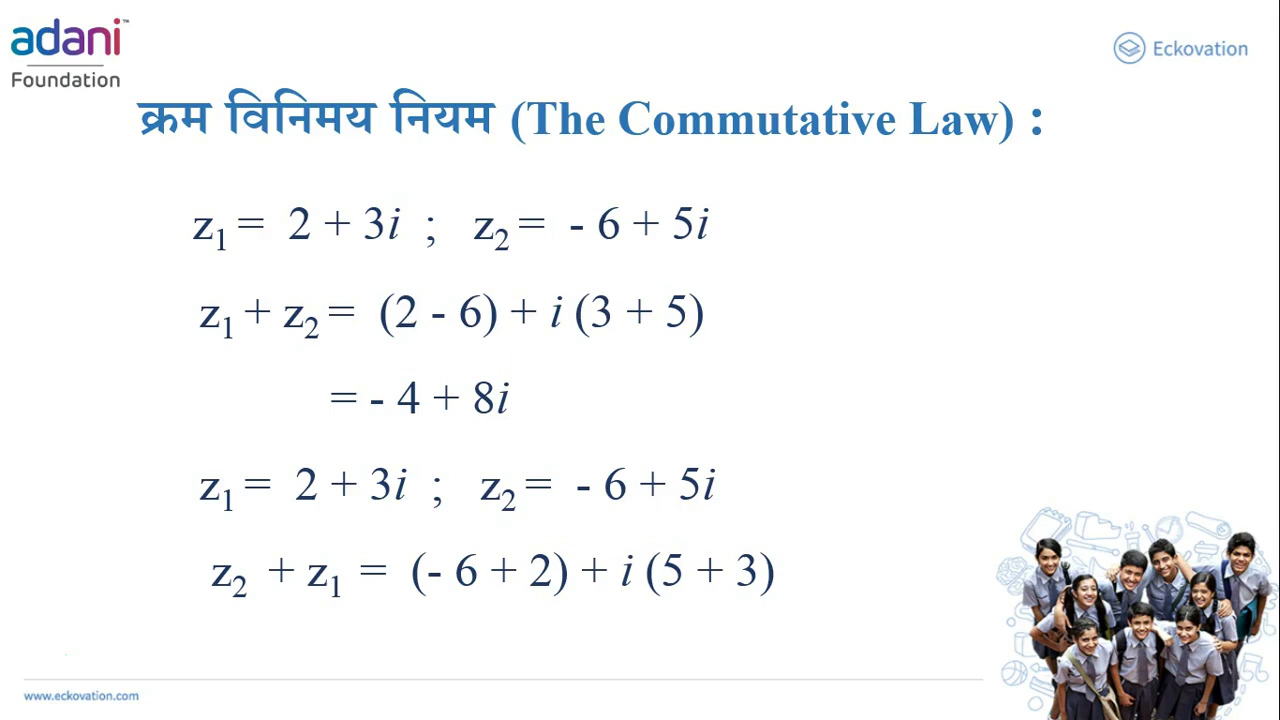 adani™
Foundation
Eckovation
क्रम विनिमय नियम (The Commutative Law) :
z₁ = 2 + 3i ; z₂ = - 6 + 5i
z₁ + z₂ = (2 - 6) + i (3 + 5)
= - 4 + 8i
z₁ = 2 + 3i ; z₂ = - 6 + 5i
z₂ + z₁ = (- 6 + 2) + i (5 + 3)
www.eckovation.com